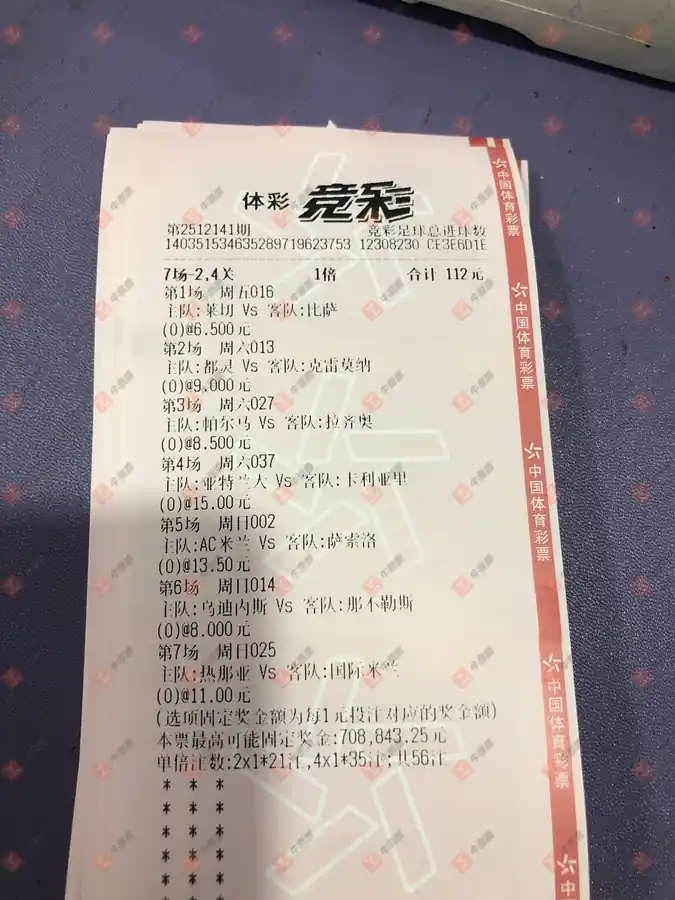 体彩 竞彩
第2512141期 竞彩足球总进球数
140351534635289719623753 12308230 CE3E6D1E
7场-2,4关 1倍 合计 112元
第1场 周五016
主队:莱切 Vs 客队:比萨
(0)@6.500元
第2场 周六013
主队:都灵 Vs 客队:克雷莫纳
(0)@9.000元
第3场 周六027
主队:帕尔马 Vs 客队:拉齐奥
(0)@8.500元
第4场 周六037
主队:亚特兰大 Vs 客队:卡利亚里
(0)@15.00元
第5场 周日002
主队:AC米兰 Vs 客队:萨索洛
(0)@13.50元
第6场 周日014
主队:乌迪内斯 Vs 客队:那不勒斯
(0)@8.000元
第7场 周日025
主队:热那亚 Vs 客队:国际米兰
(0)@11.00元
(选项固定奖金额为每1元投注对应的奖金额)
本票最高可能固定奖金:708,843.25元
单倍注数:2x1*21注,4x1*35注;共56注
* * *
* * *
* * *
* * *
* * *
* * *
中国体育彩票
中国体育彩票
中国体育彩票
中国体育彩票
中